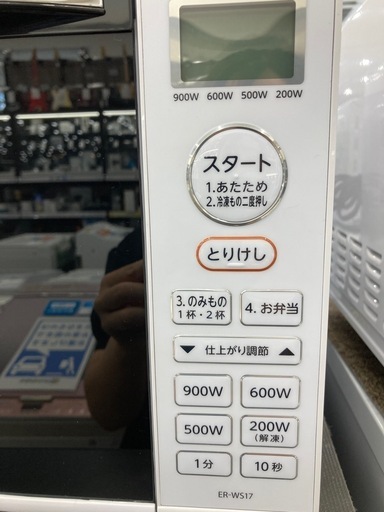 900W 600W 500W 200W
スタート
1.あたため
2.冷凍もの二度押し
とりけし
3.のみもの
1杯・2杯
4.お弁当
▼ 仕上がり調節 ▲
900W
600W
500W
200W
(解凍)
1分
10秒
ER-WS17